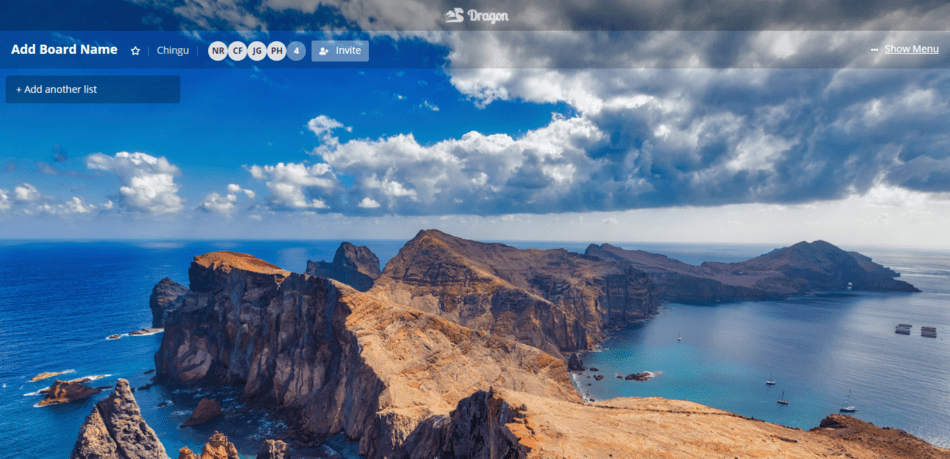 Dragon
Add Board Name Chingu NR CF JG PH 4 Invite ... Show Menu
+ Add another list